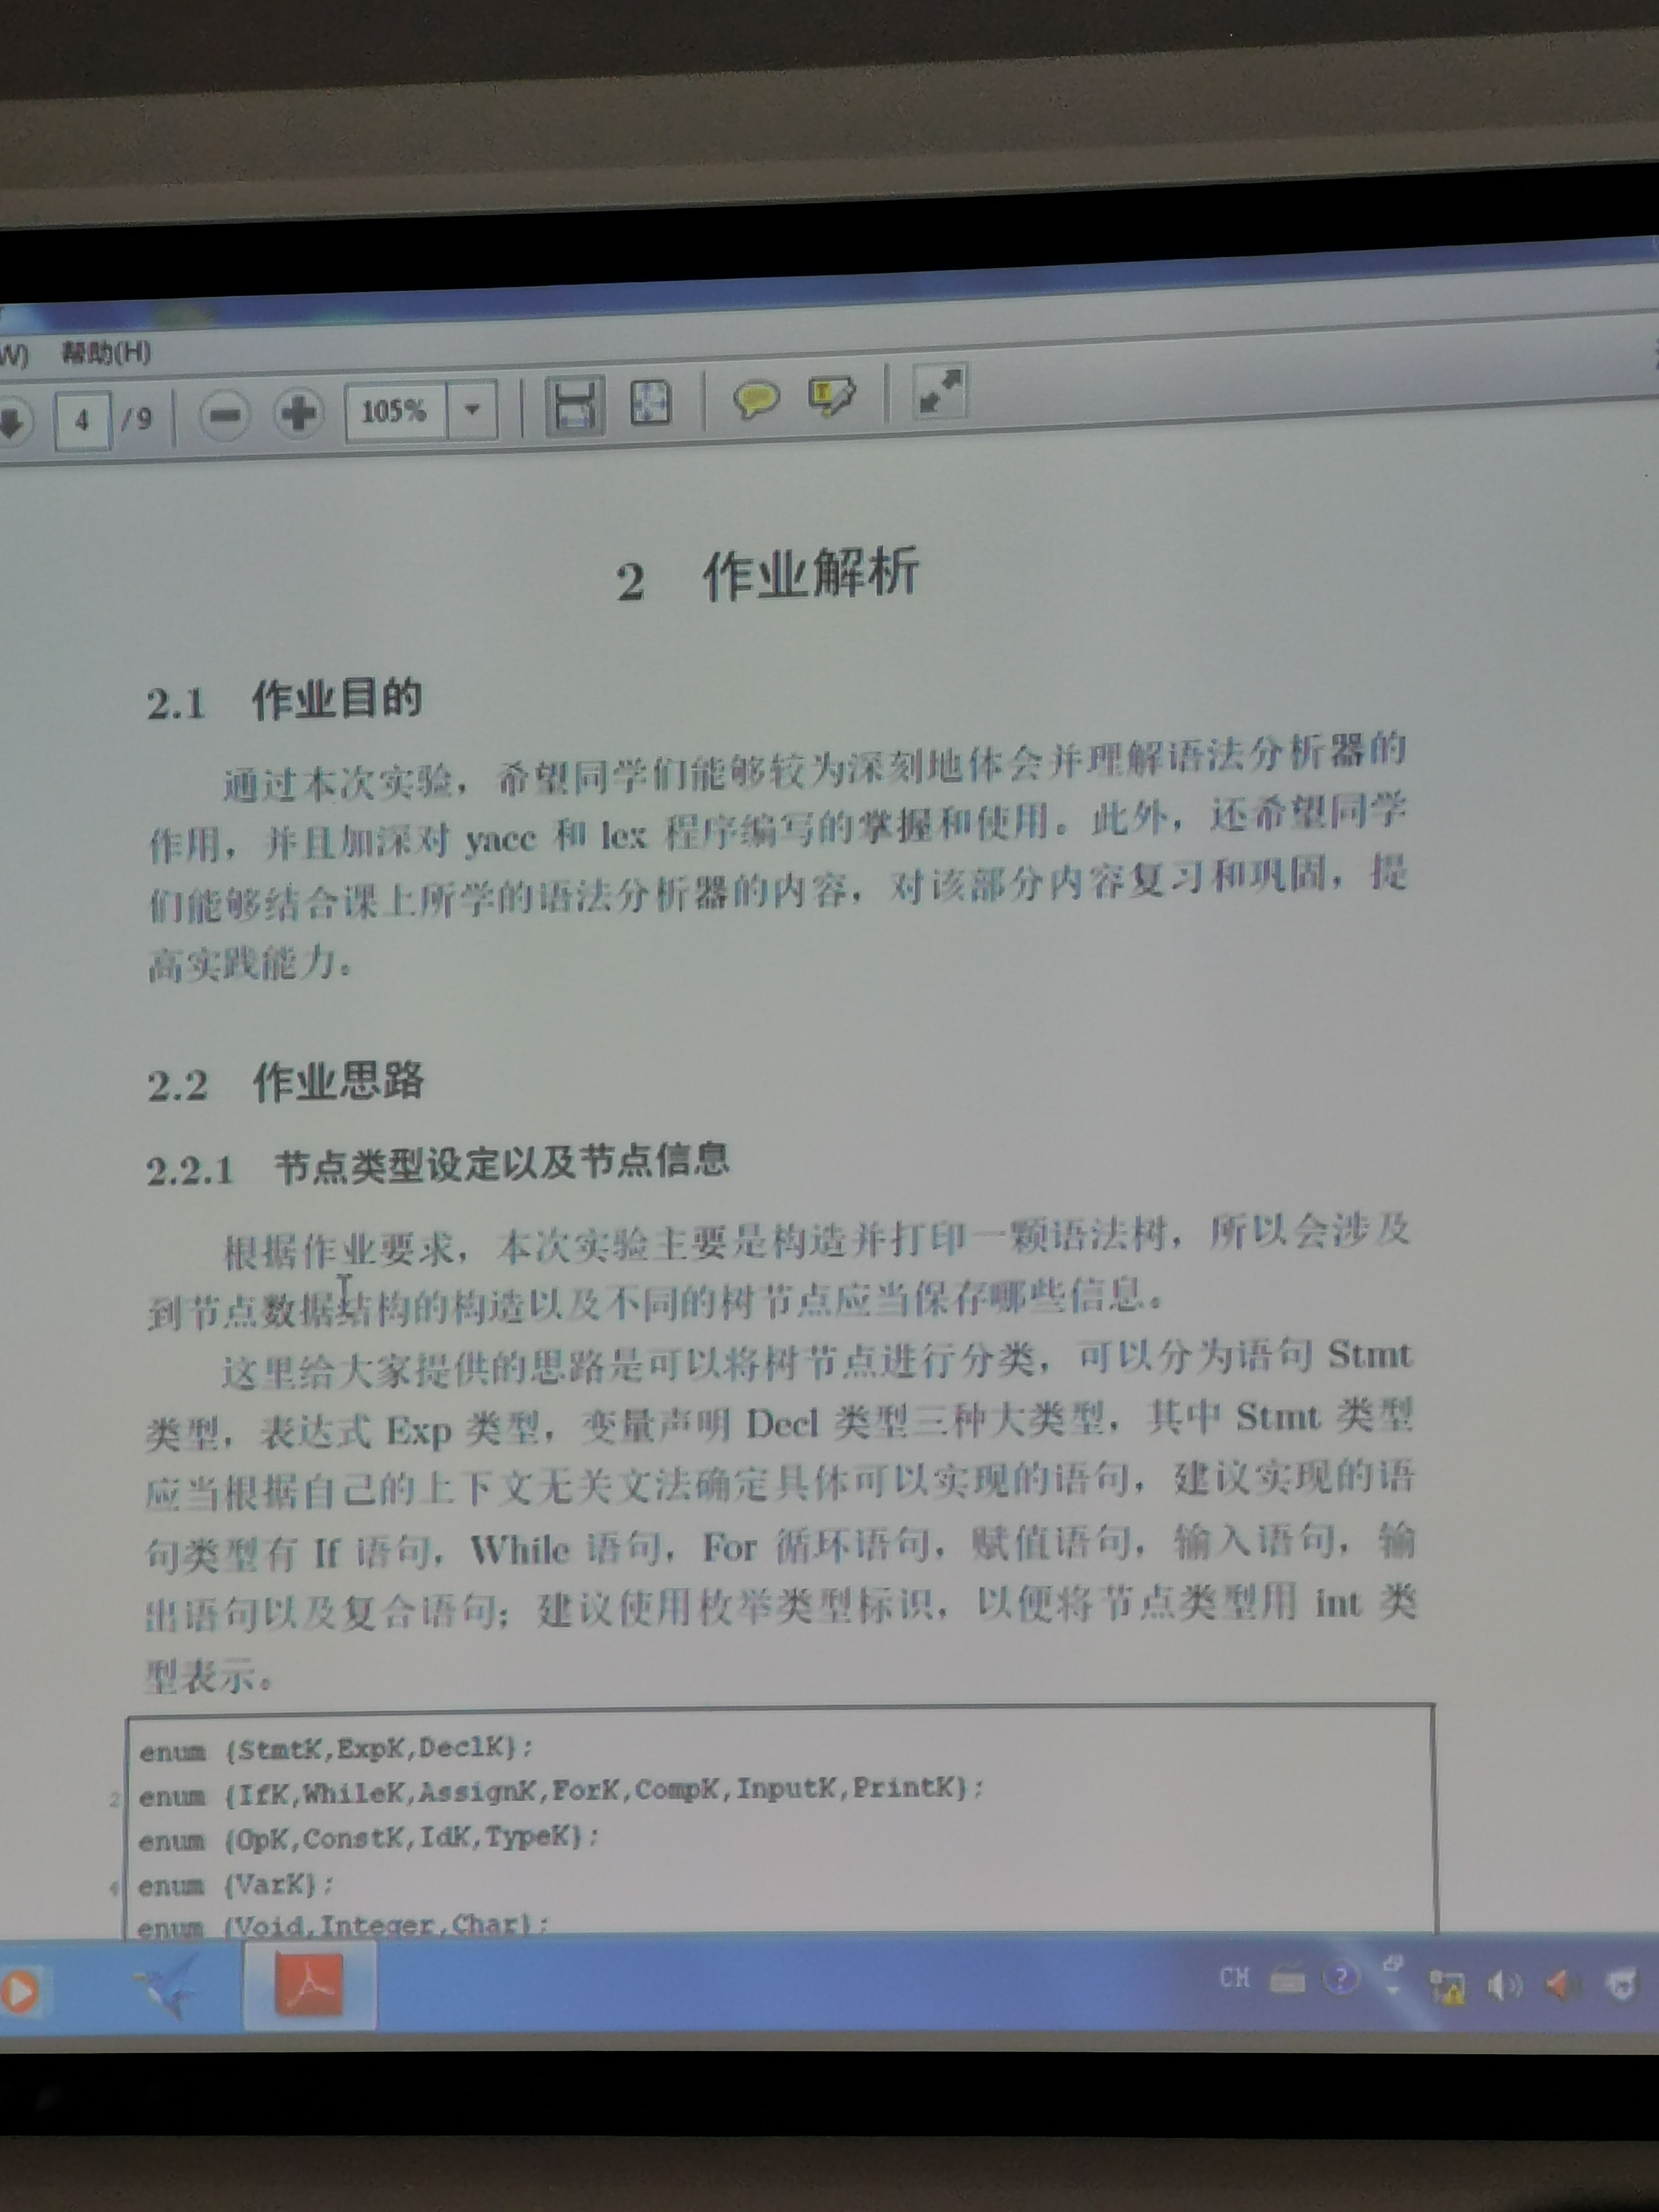 W) 帮助(H)
4 / 9 105%
2 作业解析
2.1 作业目的
通过本次实验，希望同学们能够较为深刻地体会并理解语法分析器的
作用，并且加深对 yacc 和 lex 程序编写的掌握和使用。此外，还希望同学
们能够结合课上所学的语法分析器的内容，对该部分内容复习和巩固，提
高实践能力。
2.2 作业思路
2.2.1 节点类型设定以及节点信息
根据作业要求，本次实验主要是构造并打印一颗语法树，所以会涉及
到节点数据结构的构造以及不同的树节点应当保存哪些信息。
这里给大家提供的思路是可以将树节点进行分类，可以分为语句 Stmt
类型，表达式 Exp 类型，变量声明 Decl 类型三种大类型，其中 Stmt 类型
应当根据自己的上下文无关文法确定具体可以实现的语句，建议实现的语
句类型有 If 语句，While 语句，For 循环语句，赋值语句，输入语句，输
出语句以及复合语句；建议使用枚举类型标识，以便将节点类型用 int 类
型表示。
enum {StmtK,ExpK,DeclK};
2 enum {IfK,WhileK,AssignK,ForK,CompK,InputK,PrintK};
enum {OpK,ConstK,IdK,TypeK};
4 enum {VarK};
enum {Void,Integer,Char};
CH